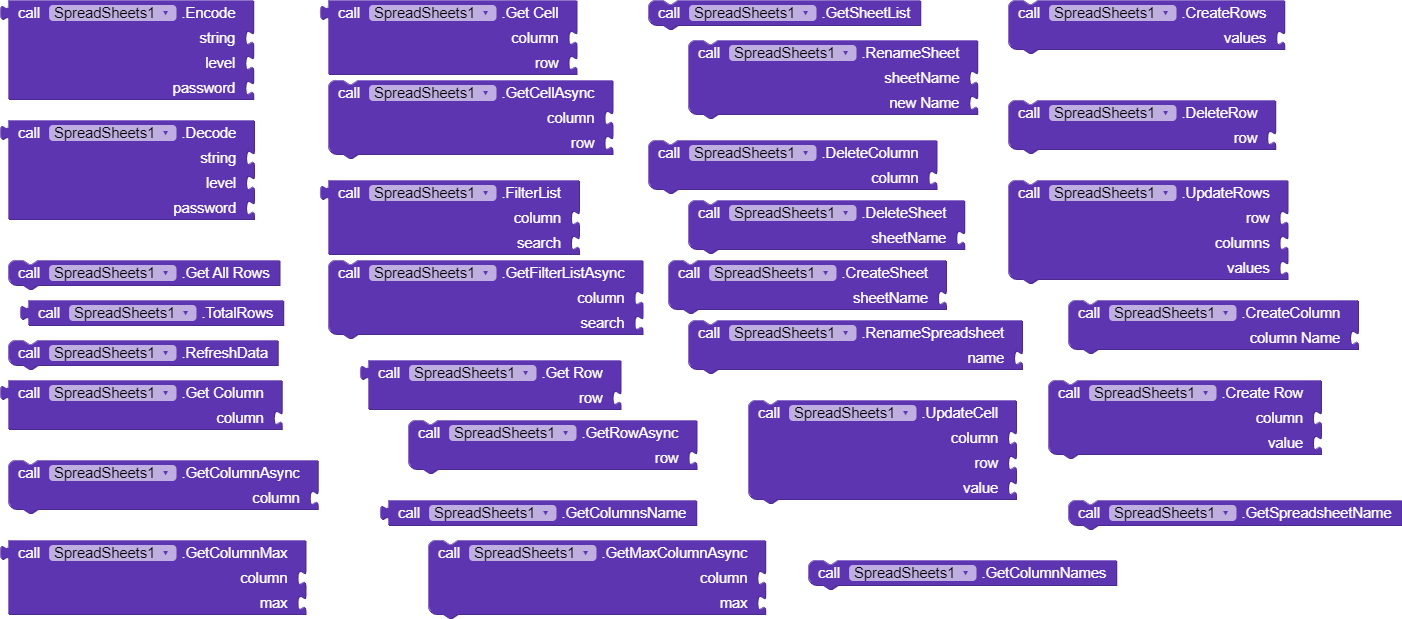 call SpreadSheets1 .Encode
string
level
password
call SpreadSheets1 .Decode
string
level
password
call SpreadSheets1 .Get All Rows
call SpreadSheets1 .TotalRows
call SpreadSheets1 .RefreshData
call SpreadSheets1 .Get Column
column
call SpreadSheets1 .GetColumnAsync
column
call SpreadSheets1 .GetColumnMax
column
max
call SpreadSheets1 .Get Cell
column
row
call SpreadSheets1 .GetCellAsync
column
row
call SpreadSheets1 .FilterList
column
search
call SpreadSheets1 .GetFilterListAsync
column
search
call SpreadSheets1 .Get Row
row
call SpreadSheets1 .GetRowAsync
row
call SpreadSheets1 .GetColumnsName
call SpreadSheets1 .GetMaxColumnAsync
column
max
call SpreadSheets1 .GetSheetList
call SpreadSheets1 .RenameSheet
sheetName
new Name
call SpreadSheets1 .DeleteColumn
column
call SpreadSheets1 .DeleteSheet
sheetName
call SpreadSheets1 .CreateSheet
sheetName
call SpreadSheets1 .RenameSpreadsheet
name
call SpreadSheets1 .UpdateCell
column
row
value
call SpreadSheets1 .GetColumnNames
call SpreadSheets1 .CreateRows
values
call SpreadSheets1 .DeleteRow
row
call SpreadSheets1 .UpdateRows
row
columns
values
call SpreadSheets1 .CreateColumn
column Name
call SpreadSheets1 .Create Row
column
value
call SpreadSheets1 .GetSpreadsheetName